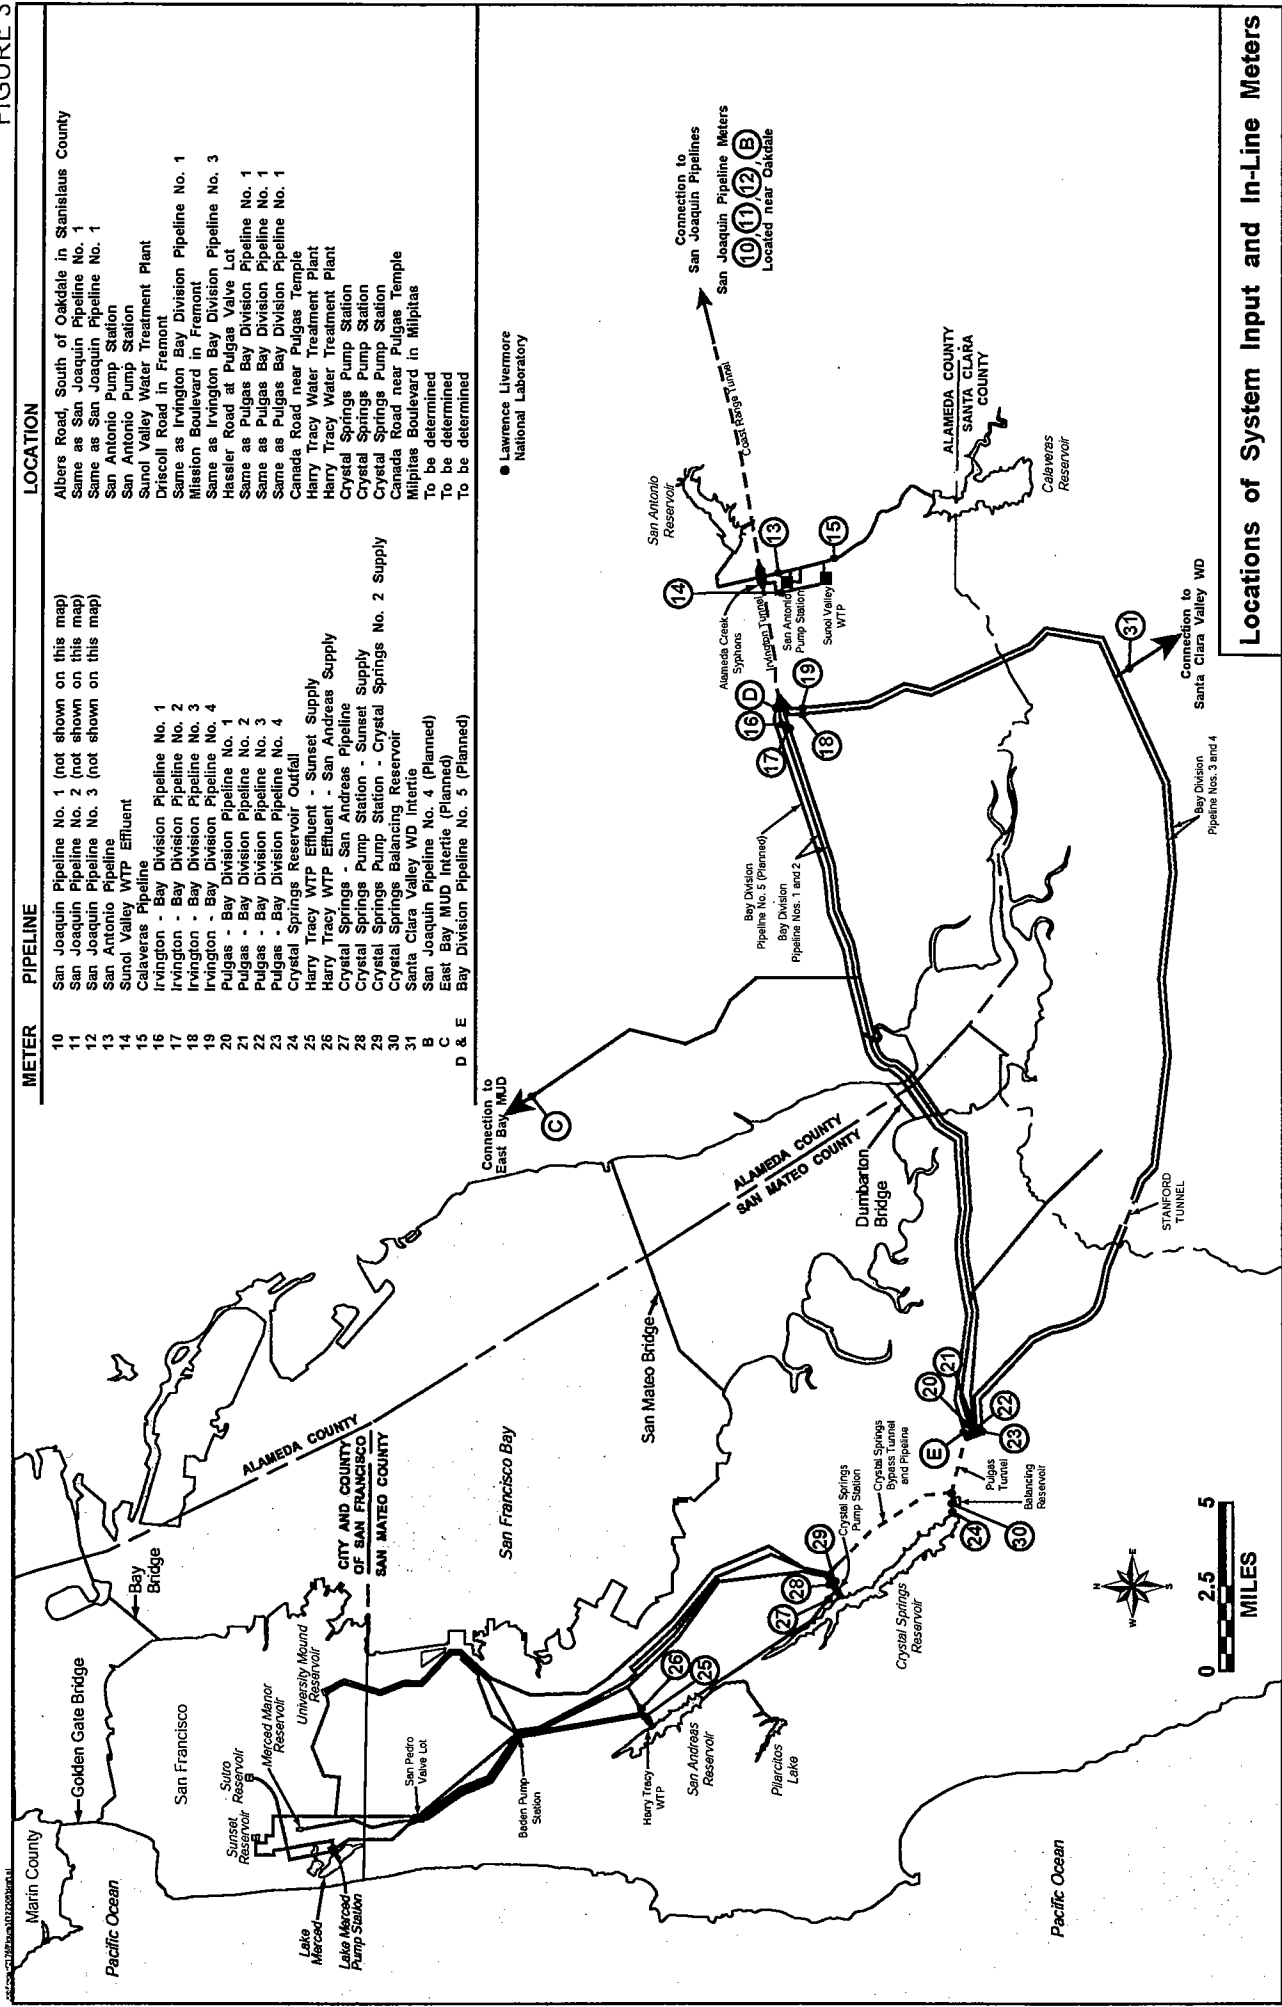 FIGURE 3
METER PIPELINE LOCATION
10 San Joaquin Pipeline No. 1 (not shown on this map) Albers Road, South of Oakdale in Stanislaus County
11 San Joaquin Pipeline No. 2 (not shown on this map) Same as San Joaquin Pipeline No. 1
12 San Joaquin Pipeline No. 3 (not shown on this map) Same as San Joaquin Pipeline No. 1
13 San Antonio Pipeline San Antonio Pump Station
14 Sunol Valley WTP Effluent San Antonio Pump Station
15 Calaveras Pipeline Sunol Valley Water Treatment Plant
16 Irvington - Bay Division Pipeline No. 1 Driscoll Road in Fremont
17 Irvington - Bay Division Pipeline No. 2 Same as Irvington Bay Division Pipeline No. 1
18 Irvington - Bay Division Pipeline No. 3 Mission Boulevard in Fremont
19 Irvington - Bay Division Pipeline No. 4 Same as Irvington Bay Division Pipeline No. 3
20 Pulgas - Bay Division Pipeline No. 1 Hassler Road at Pulgas Valve Lot
21 Pulgas - Bay Division Pipeline No. 2 Same as Pulgas Bay Division Pipeline No. 1
22 Pulgas - Bay Division Pipeline No. 3 Same as Pulgas Bay Division Pipeline No. 1
23 Pulgas - Bay Division Pipeline No. 4 Same as Pulgas Bay Division Pipeline No. 1
24 Crystal Springs Reservoir Outfall Canada Road near Pulgas Temple
25 Harry Tracy WTP Effluent - Sunset Supply Harry Tracy Water Treatment Plant
26 Harry Tracy WTP Effluent - San Andreas Supply Harry Tracy Water Treatment Plant
27 Crystal Springs - San Andreas Pipeline Crystal Springs Pump Station
28 Crystal Springs Pump Station - Sunset Supply Crystal Springs Pump Station
29 Crystal Springs Pump Station - Crystal Springs No. 2 Supply Crystal Springs Pump Station
30 Crystal Springs Balancing Reservoir Canada Road near Pulgas Temple
31 Santa Clara Valley WD Intertie Milpitas Boulevard in Milpitas
B San Joaquin Pipeline No. 4 (Planned) To be determined
C East Bay MUD Intertie (Planned) To be determined
D & E Bay Division Pipeline No. 5 (Planned) To be determined
Marin County
Golden Gate Bridge
Bay
Bridge
Pacific Ocean
San Francisco
Sunset
Reservoir
Sutro
Reservoir
Merced Manor
Reservoir
University Mound
Reservoir
Lake
Merced
Lake Merced
Pump Station
ALAMEDA COUNTY
CITY AND COUNTY
OF SAN FRANCISCO
SAN MATEO COUNTY
San Pedro
Valve Lot
San Francisco Bay
Baden Pump
Station
Connection to
East Bay MUD
C
Lawrence Livermore
National Laboratory
San Mateo Bridge
Harry Tracy
WTP
26
25
San Andreas
Reservoir
Pilarcitos
Lake
27
28
29
Crystal Springs
Pump Station
Crystal Springs
Bypass Tunnel
and Pipeline
Crystal Springs
Reservoir
ALAMEDA COUNTY
SAN MATEO COUNTY
Dumbarton
Bridge
Bay Division
Pipeline No. 5 (Planned)
Bay Division
Pipeline Nos. 1 and 2
14
San Antonio
Reservoir
Alameda Creek
Syphons
Irvington Tunnel
Coast Range Tunnel
13
San Antonio
Pump Station
Sunol Valley
WTP
15
16
D
17
18
19
Connection to
San Joaquin Pipelines
San Joaquin Pipeline Meters
10, 11, 12, B
Located near Oakdale
ALAMEDA COUNTY
SANTA CLARA
COUNTY
Calaveras
Reservoir
20
21
E
22
23
Pulgas
Tunnel
Balancing
Reservoir
24
30
STANFORD
TUNNEL
Bay Division
Pipeline Nos. 3 and 4
31
Connection to
Santa Clara Valley WD
Pacific Ocean
N
W
E
S
0 2.5 5
MILES
Locations of System Input and In-Line Meters